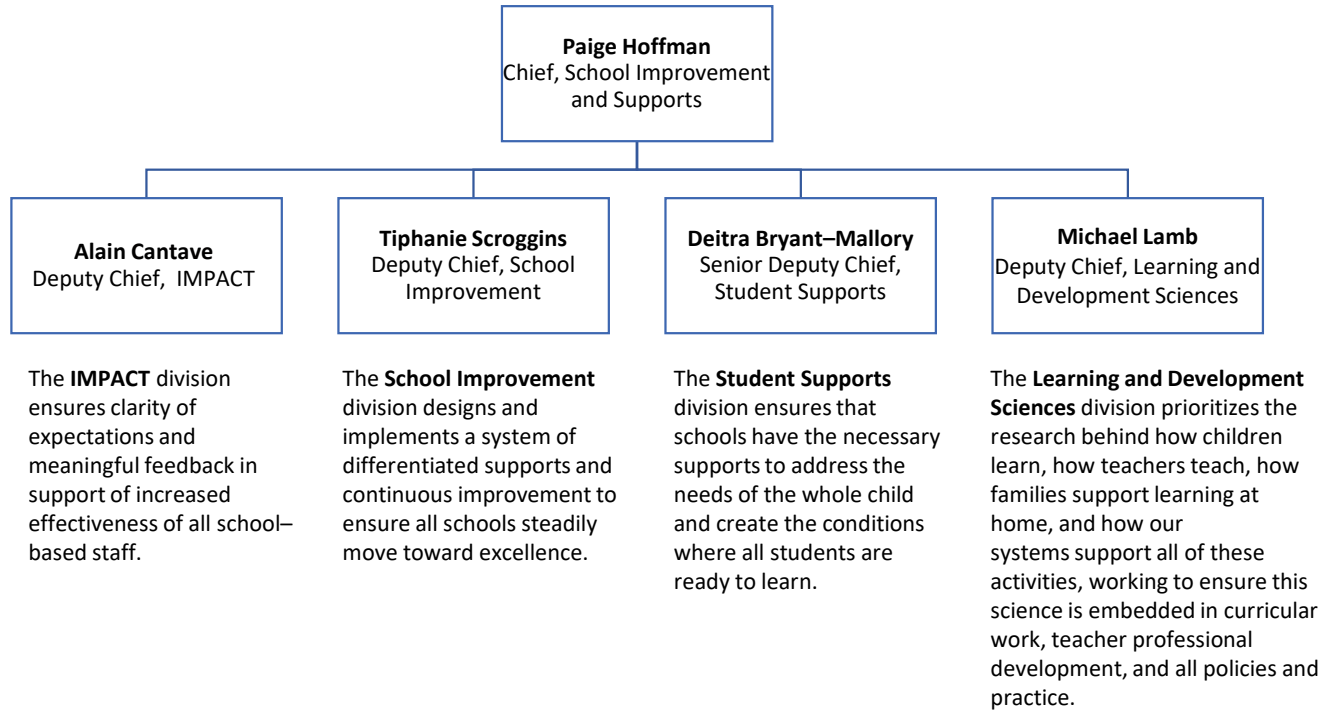 Paige Hoffman
Chief, School Improvement
and Supports
Alain Cantave
Deputy Chief, IMPACT
Tiphanie Scroggins
Deputy Chief, School
Improvement
Deitra Bryant–Mallory
Senior Deputy Chief,
Student Supports
Michael Lamb
Deputy Chief, Learning and
Development Sciences
The IMPACT division
ensures clarity of
expectations and
meaningful feedback in
support of increased
effectiveness of all school–
based staff.
The School Improvement
division designs and
implements a system of
differentiated supports and
continuous improvement to
ensure all schools steadily
move toward excellence.
The Student Supports
division ensures that
schools have the necessary
supports to address the
needs of the whole child
and create the conditions
where all students are
ready to learn.
The Learning and Development
Sciences division prioritizes the
research behind how children
learn, how teachers teach, how
families support learning at
home, and how our
systems support all of these
activities, working to ensure this
science is embedded in curricular
work, teacher professional
development, and all policies and
practice.